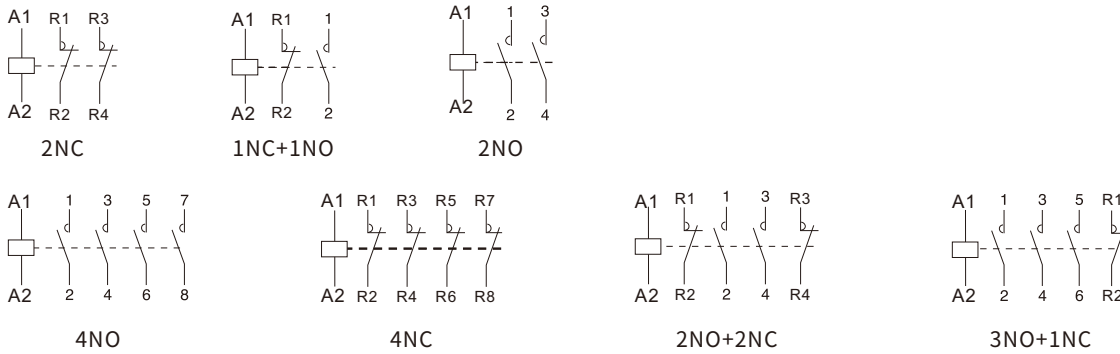 A1 R1 R3
A2 R2 R4
2NC
A1 R1 1
A2 R2 2
1NC+1NO
A1 1 3
A2 2 4
2NO
A1 1 3 5 7
A2 2 4 6 8
4NO
A1 R1 R3 R5 R7
A2 R2 R4 R6 R8
4NC
A1 R1 1 3 R3
A2 R2 2 4 R4
2NO+2NC
A1 1 3 5 R1
A2 2 4 6 R2
3NO+1NC